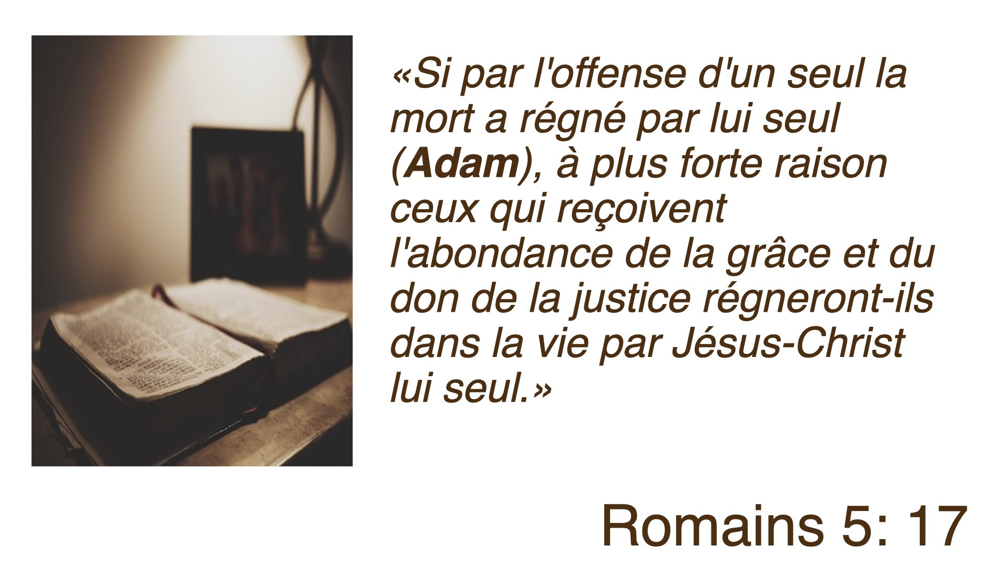 «Si par l'offense d'un seul la
mort a régné par lui seul
(Adam), à plus forte raison
ceux qui reçoivent
l'abondance de la grâce et du
don de la justice régneront-ils
dans la vie par Jésus-Christ
lui seul.»
Romains 5: 17